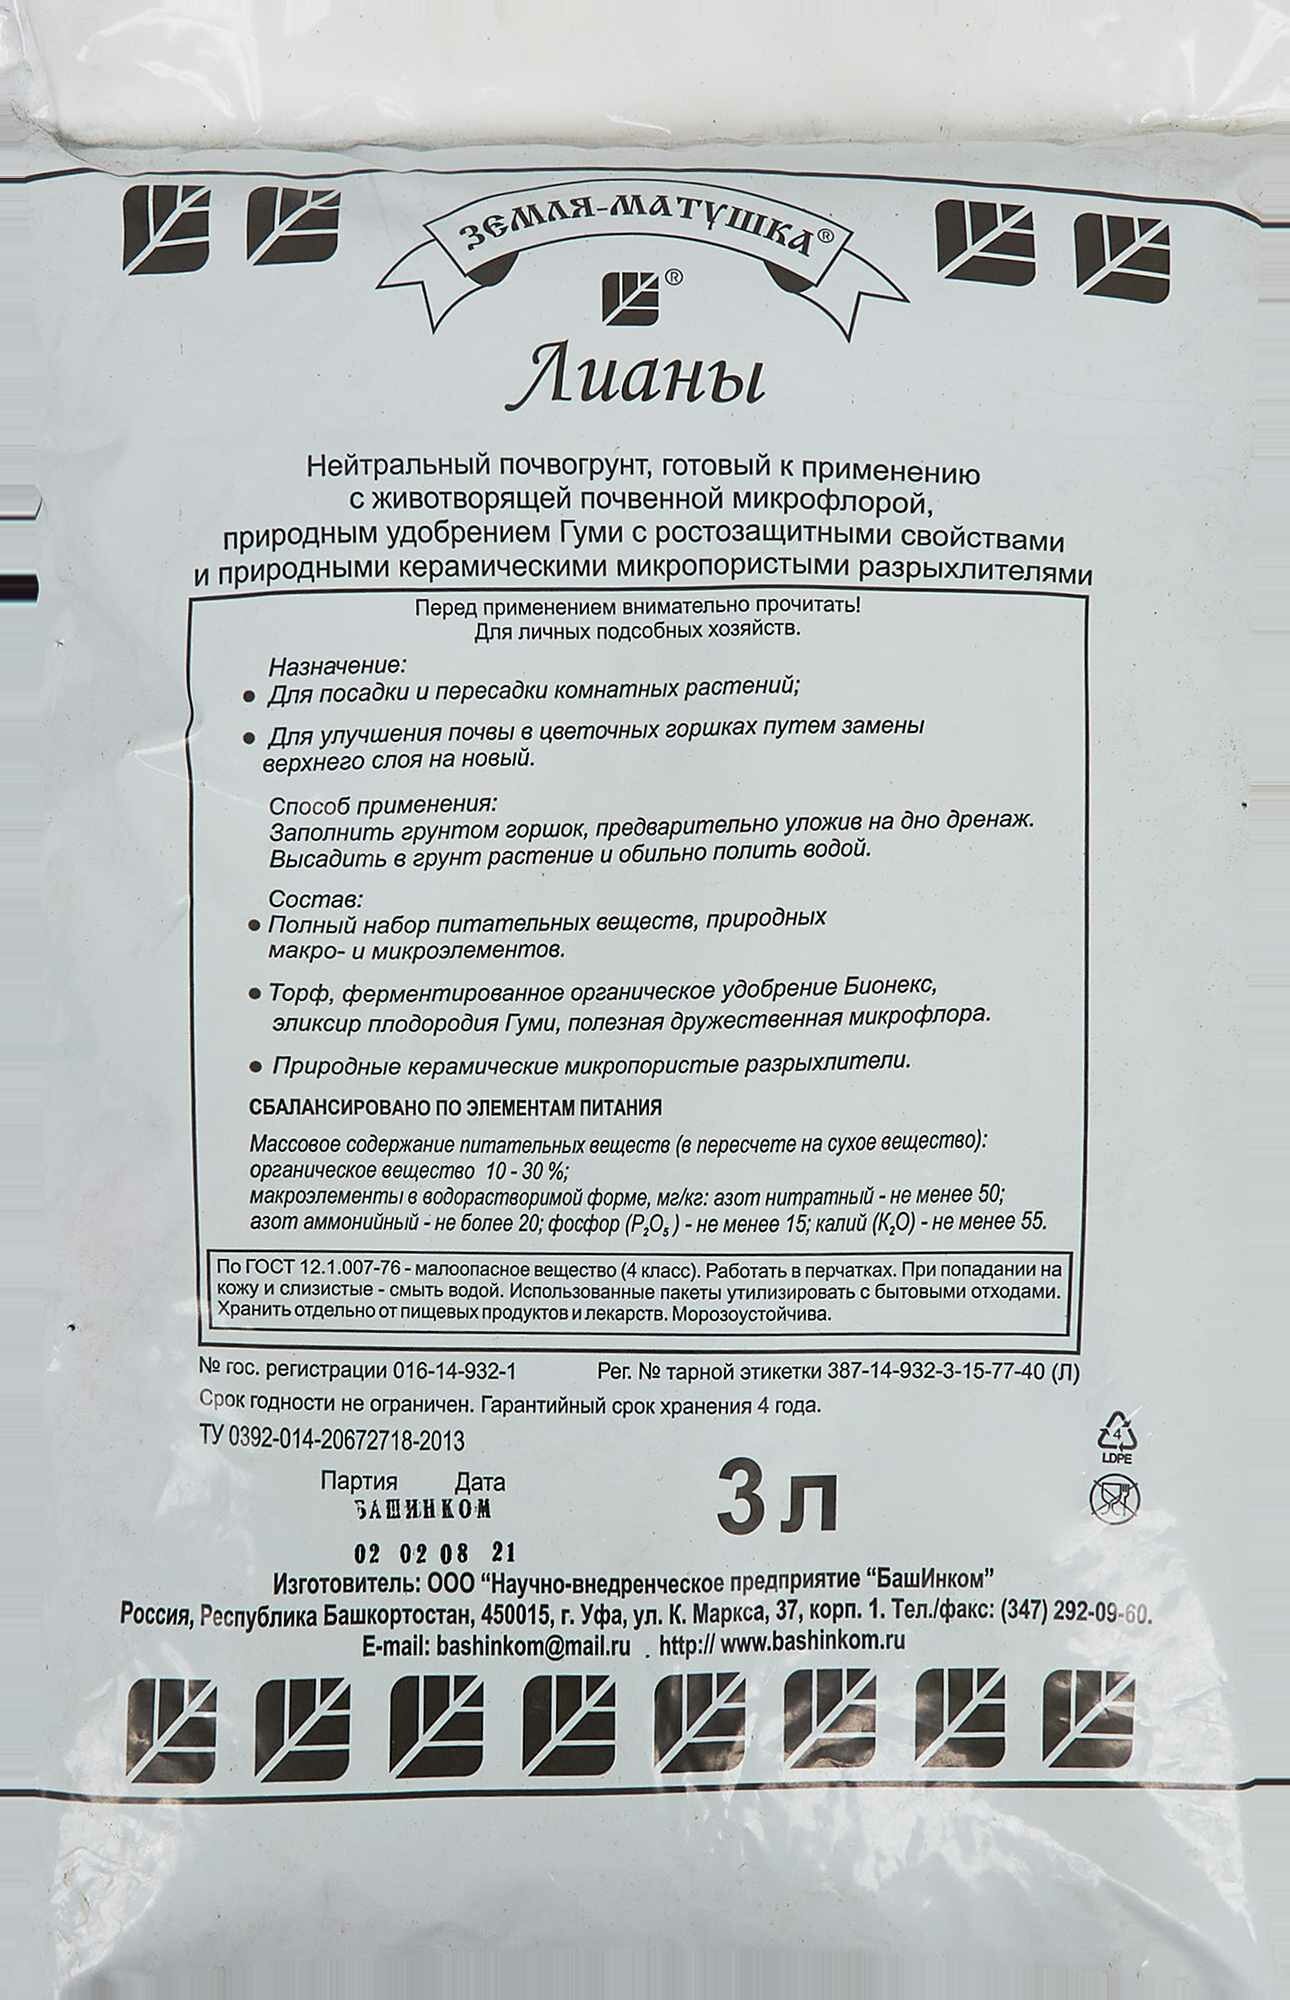 ЗЕМЛЯ-МАТУШКА®
®
Лианы
Нейтральный почвогрунт, готовый к применению
с животворящей почвенной микрофлорой,
природным удобрением Гуми с ростозащитными свойствами
и природными керамическими микропористыми разрыхлителями
Перед применением внимательно прочитать!
Для личных подсобных хозяйств.
Назначение:
● Для посадки и пересадки комнатных растений;
● Для улучшения почвы в цветочных горшках путем замены
верхнего слоя на новый.
Способ применения:
Заполнить грунтом горшок, предварительно уложив на дно дренаж.
Высадить в грунт растение и обильно полить водой.
Состав:
● Полный набор питательных веществ, природных
макро- и микроэлементов.
● Торф, ферментированное органическое удобрение Бионекс,
эликсир плодородия Гуми, полезная дружественная микрофлора.
● Природные керамические микропористые разрыхлители.
СБАЛАНСИРОВАНО ПО ЭЛЕМЕНТАМ ПИТАНИЯ
Массовое содержание питательных веществ (в пересчете на сухое вещество):
органическое вещество 10 - 30 %;
макроэлементы в водорастворимой форме, мг/кг: азот нитратный - не менее 50;
азот аммонийный - не более 20; фосфор (P₂O₅) - не менее 15; калий (K₂O) - не менее 55.
По ГОСТ 12.1.007-76 - малоопасное вещество (4 класс). Работать в перчатках. При попадании на
кожу и слизистые - смыть водой. Использованные пакеты утилизировать с бытовыми отходами.
Хранить отдельно от пищевых продуктов и лекарств. Морозоустойчива.
№ гос. регистрации 016-14-932-1 Рег. № тарной этикетки 387-14-932-3-15-77-40 (Л)
Срок годности не ограничен. Гарантийный срок хранения 4 года.
ТУ 0392-014-20672718-2013
4
LDPE
Партия Дата
БАШИНКОМ
02 02 08 21
3 л
Изготовитель: ООО “Научно-внедренческое предприятие “БашИнком”
Россия, Республика Башкортостан, 450015, г. Уфа, ул. К. Маркса, 37, корп. 1. Тел./факс: (347) 292-09-60.
E-mail: bashinkom@mail.ru . http:// www.bashinkom.ru